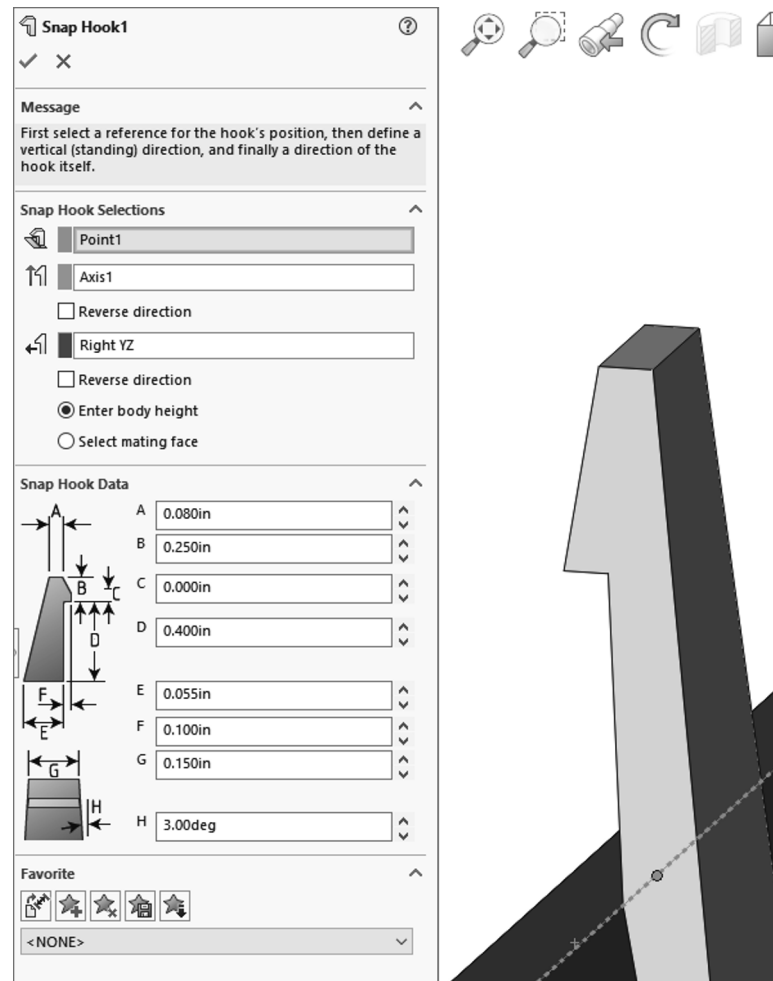 Snap Hook1
Message
First select a reference for the hook's position, then define a
vertical (standing) direction, and finally a direction of the
hook itself.
Snap Hook Selections
Point1
Axis1
Reverse direction
Right YZ
Reverse direction
Enter body height
Select mating face
Snap Hook Data
A
A 0.080in
B 0.250in
B
C
C 0.000in
D
D 0.400in
F
E
E 0.055in
F 0.100in
G
G 0.150in
H
H 3.00deg
Favorite
<NONE>